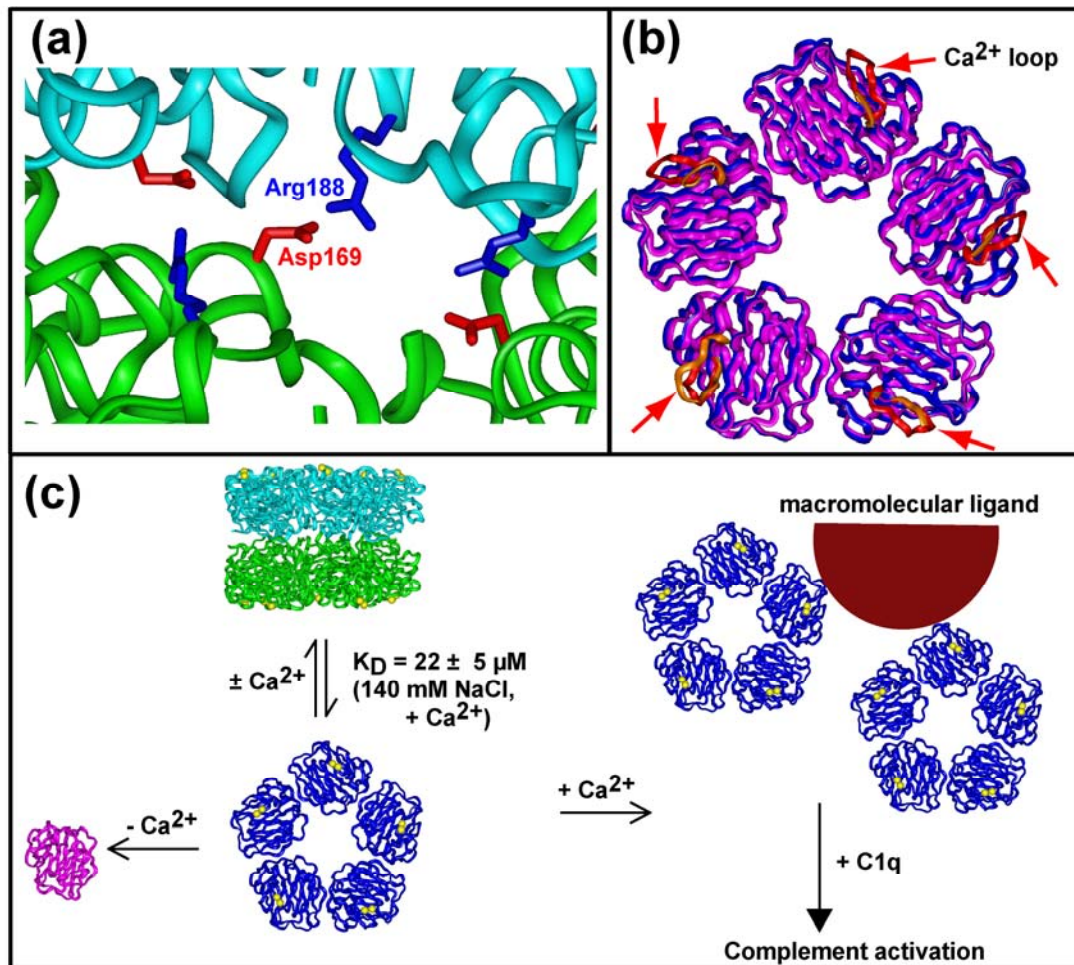 (a)
Arg188
Asp169
(b)
Ca2+ loop
(c)
macromolecular ligand
± Ca2+
KD = 22 ± 5 µM
(140 mM NaCl,
+ Ca2+)
- Ca2+
+ Ca2+
+ C1q
Complement activation